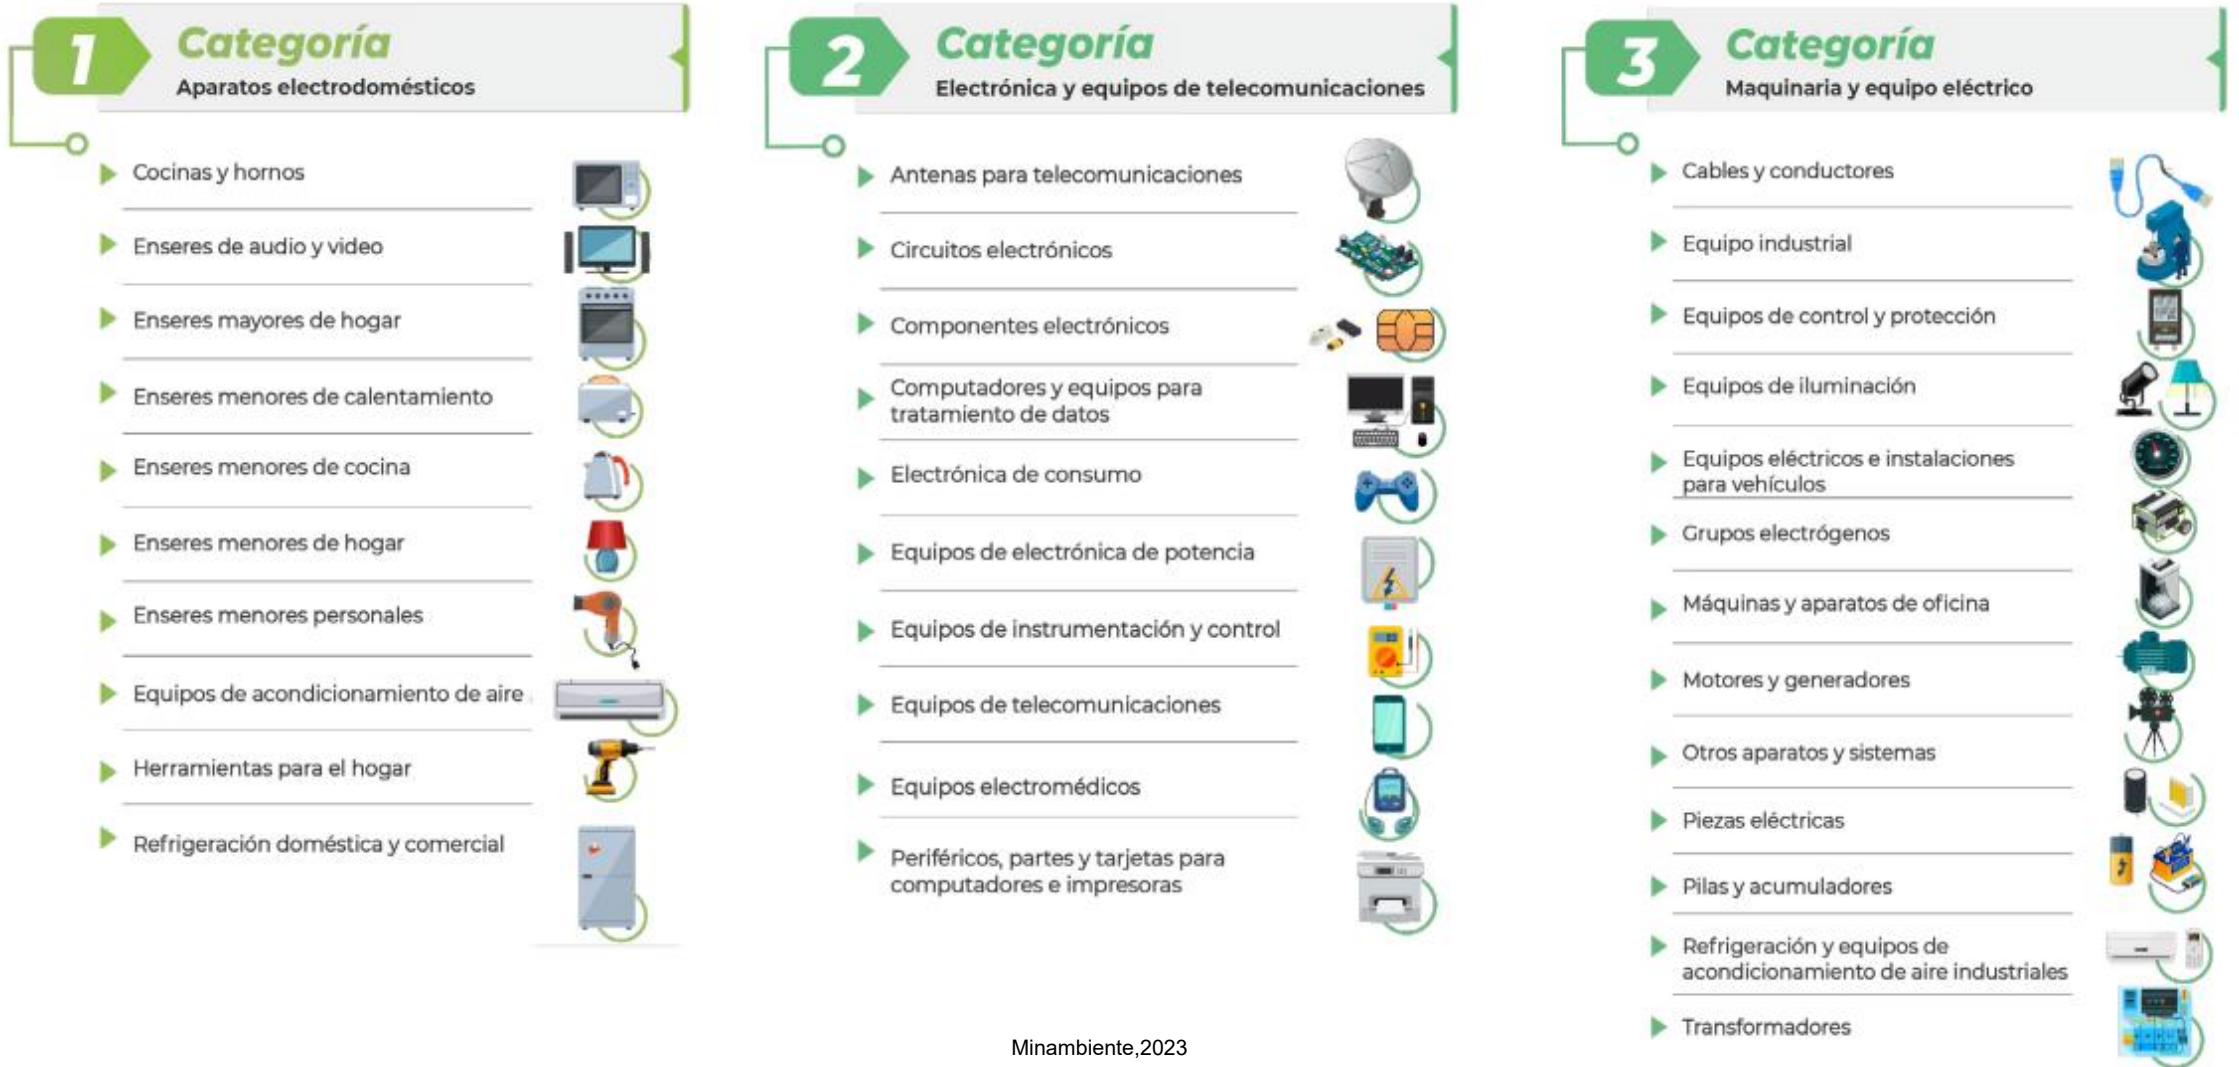 1
Categoría
Aparatos electrodomésticos
Cocinas y hornos
Enseres de audio y video
Enseres mayores de hogar
Enseres menores de calentamiento
Enseres menores de cocina
Enseres menores de hogar
Enseres menores personales
Equipos de acondicionamiento de aire
Herramientas para el hogar
Refrigeración doméstica y comercial
2
Categoría
Electrónica y equipos de telecomunicaciones
Antenas para telecomunicaciones
Circuitos electrónicos
Componentes electrónicos
Computadores y equipos para
tratamiento de datos
Electrónica de consumo
Equipos de electrónica de potencia
Equipos de instrumentación y control
Equipos de telecomunicaciones
Equipos electromédicos
Periféricos, partes y tarjetas para
computadores e impresoras
3
Categoría
Maquinaria y equipo eléctrico
Cables y conductores
Equipo industrial
Equipos de control y protección
Equipos de iluminación
Equipos eléctricos e instalaciones
para vehículos
Grupos electrógenos
Máquinas y aparatos de oficina
Motores y generadores
Otros aparatos y sistemas
Piezas eléctricas
Pilas y acumuladores
Refrigeración y equipos de
acondicionamiento de aire industriales
Transformadores
Minambiente,2023